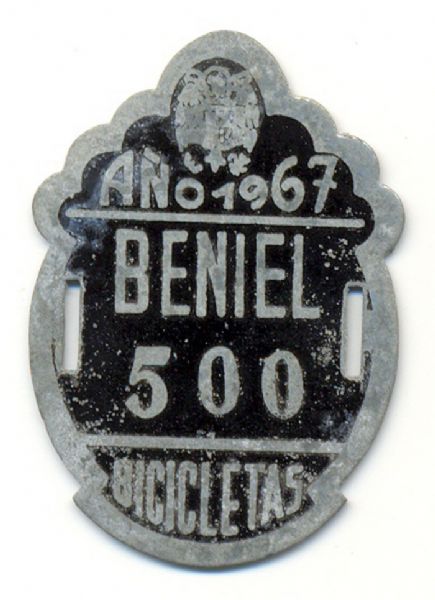 AÑO 1967
BENIEL
500
BICICLETAS